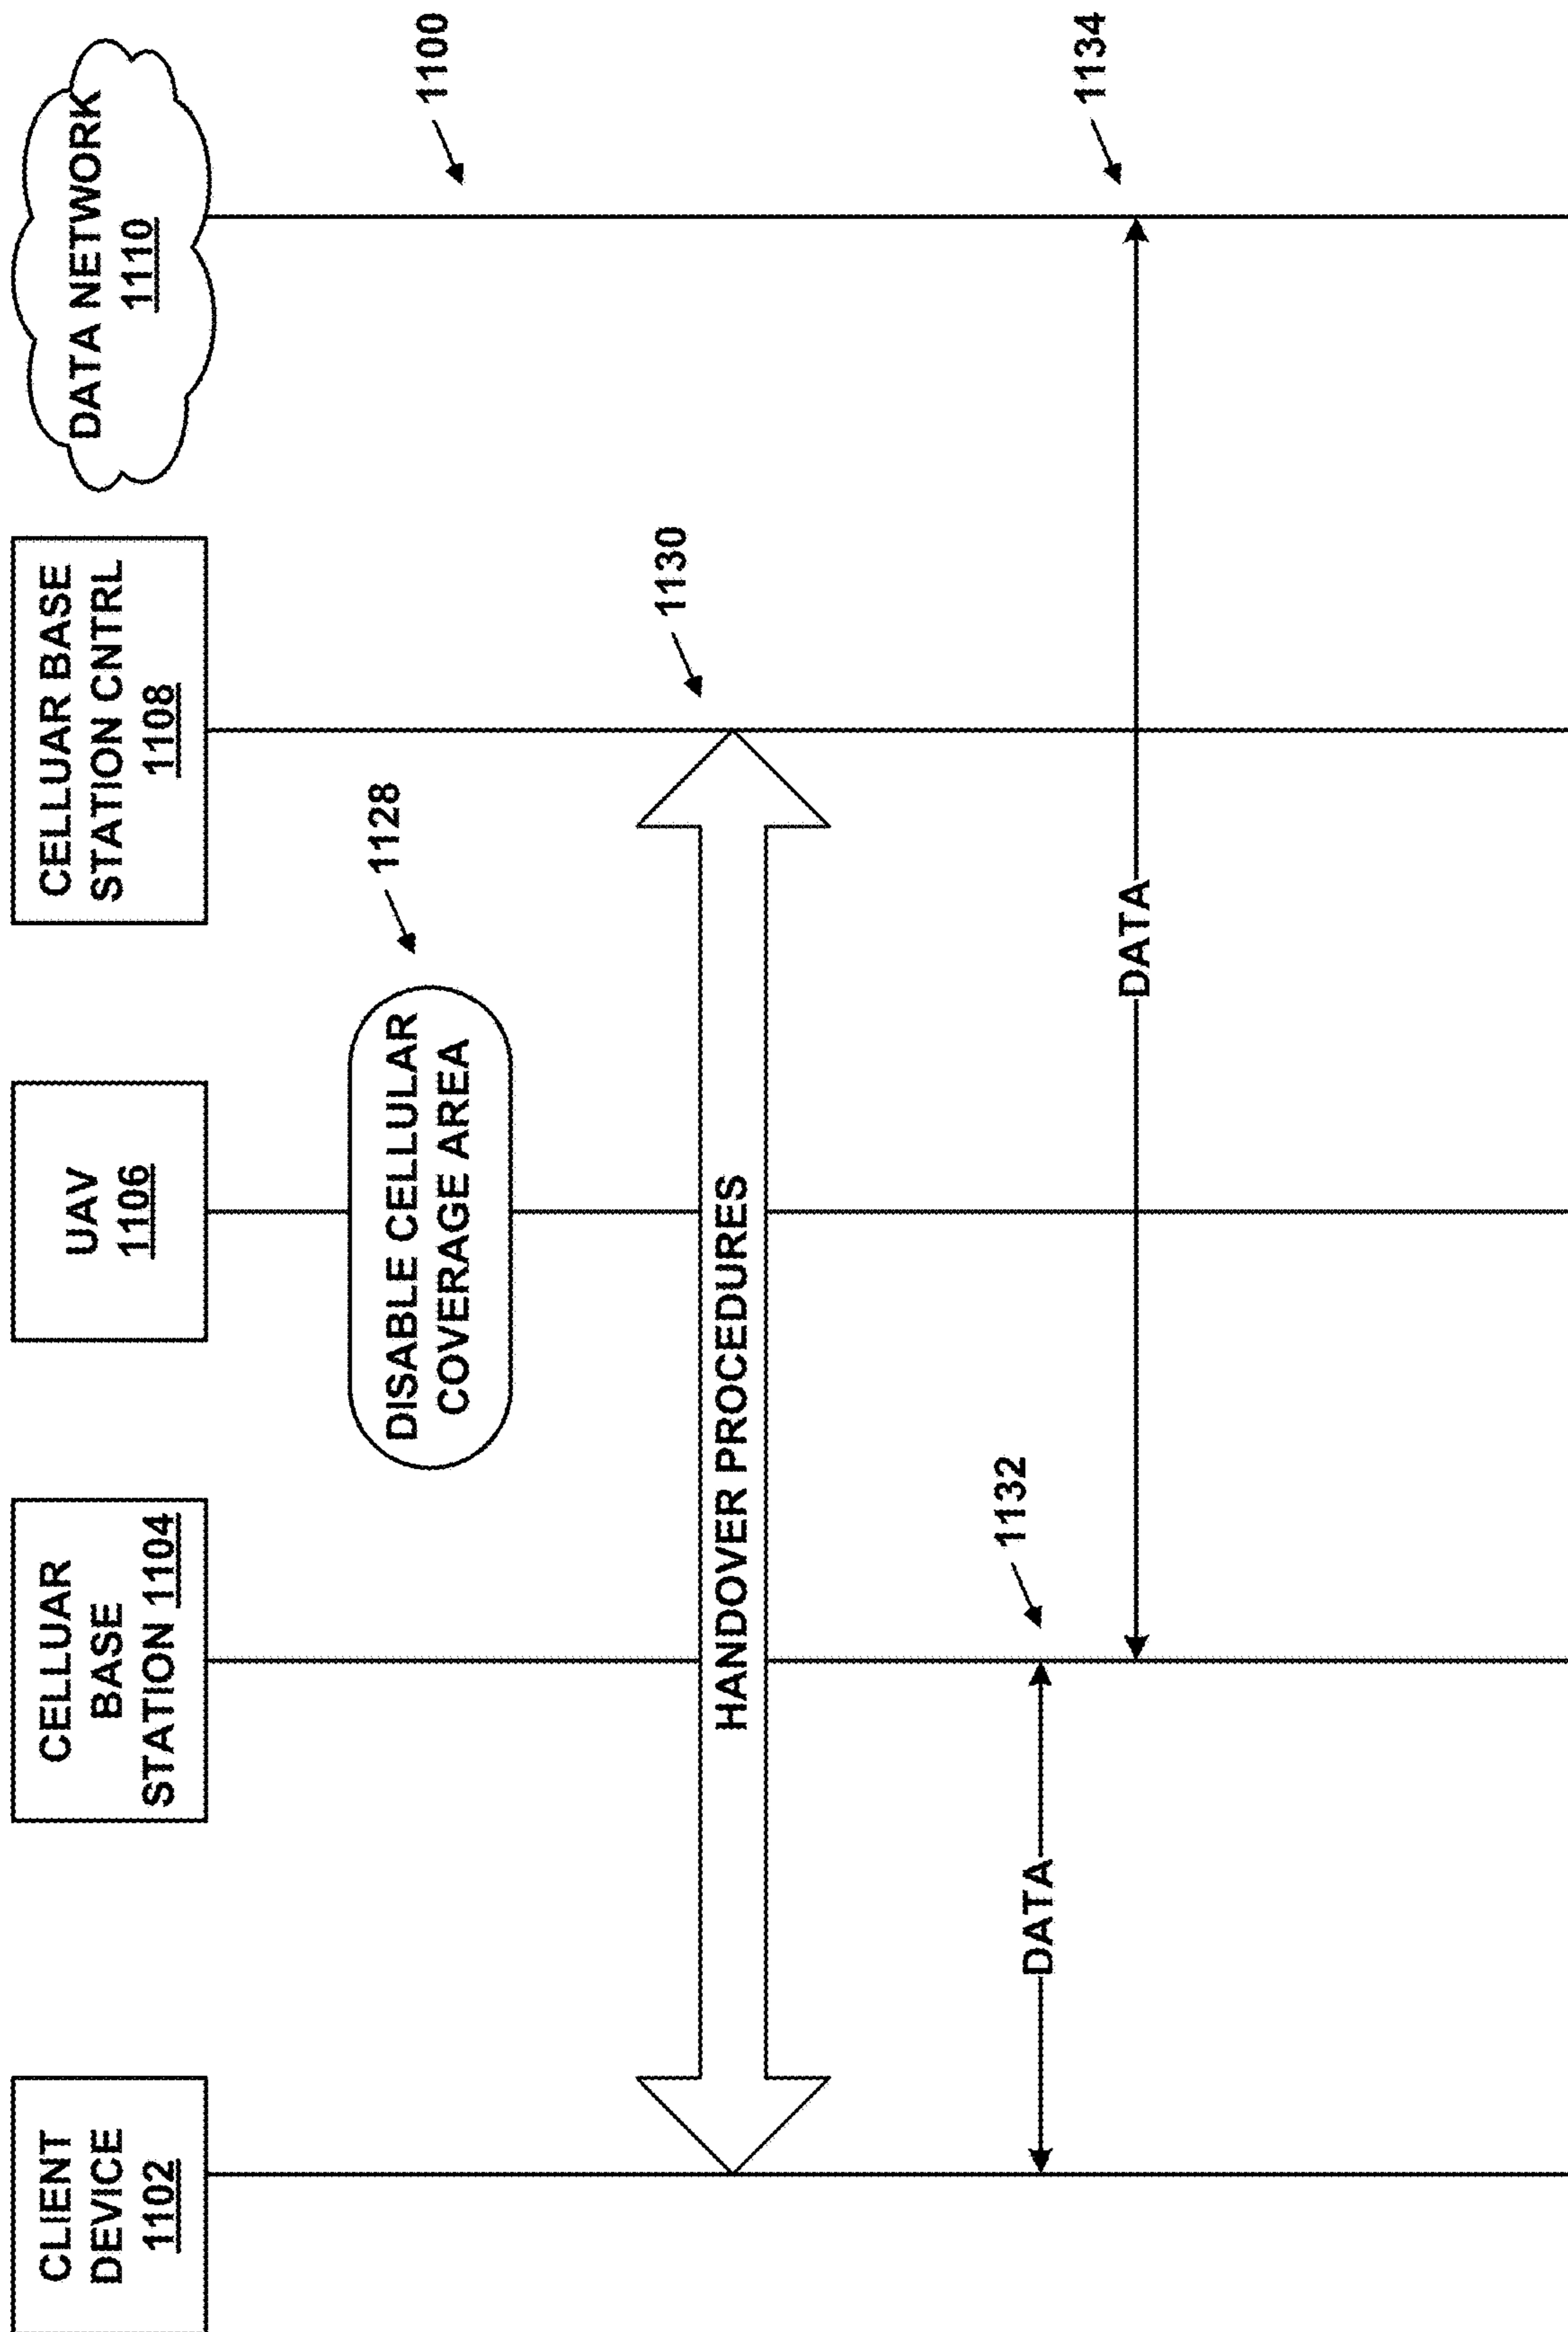 CLIENT
DEVICE
1102
CELLUAR
BASE
STATION 1104
UAV
1106
CELLUAR BASE
STATION CNTRL
1108
DATA NETWORK
1110
1100
DISABLE CELLULAR
COVERAGE AREA
1128
HANDOVER PROCEDURES
1130
DATA
1132
DATA
1134